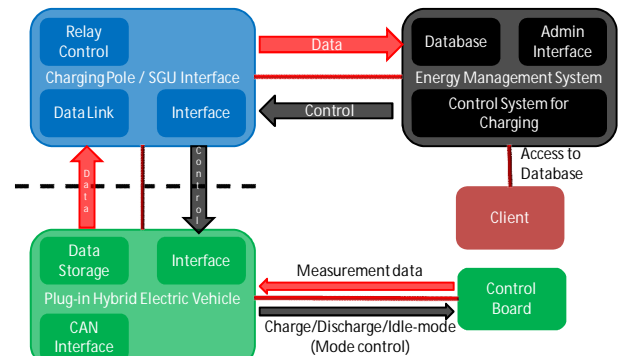 Relay
Control
Data
Database
Admin
Interface
Charging Pole / SGU Interface
Energy Management System
Data Link
Interface
Control
Control System for
Charging
Access to
Database
Data
Control
Client
Data
Storage
Interface
Measurement data
Plug-in Hybrid Electric Vehicle
Control
Board
CAN
Interface
Charge/Discharge/Idle-mode
(Mode control)